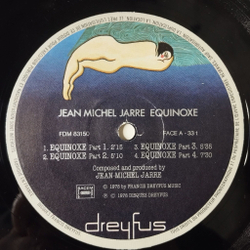 JEAN MICHEL JARRE EQUINOXE
FDM 83150
FACE A - 33 t
1. EQUINOXE Part 1. 2'15
2. EQUINOXE Part 2. 5'10
3. EQUINOXE Part 3. 5'36
4. EQUINOXE Part 4. 7'30
Composed and produced by
JEAN-MICHEL JARRE
SACEM
℗ 1978 by FRANCIS DREYFUS MUSIC
© 1978 DISQUES DREYFUS
dreyfus